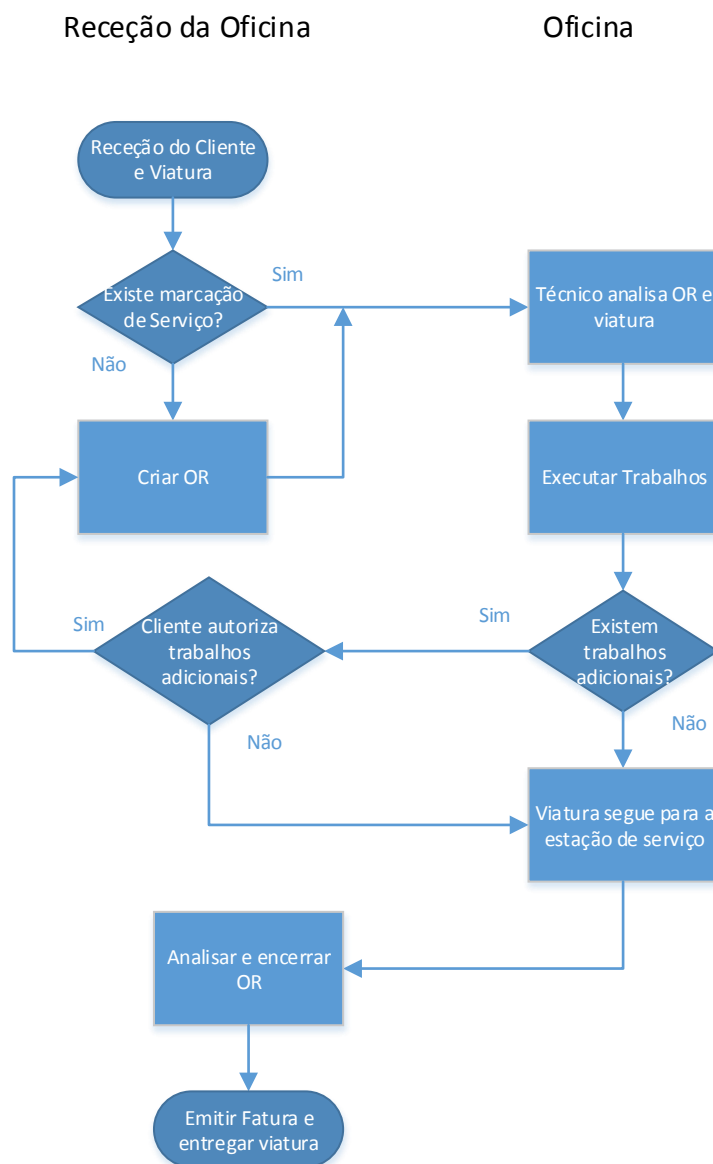 Receção da Oficina
Oficina
Receção do Cliente
e Viatura
Existe marcação
de Serviço?
Sim
Técnico analisa OR e
viatura
Não
Criar OR
Executar Trabalhos
Sim
Cliente autoriza
trabalhos
adicionais?
Sim
Existem
trabalhos
adicionais?
Não
Não
Viatura segue para a
estação de serviço
Analisar e encerrar
OR
Emitir Fatura e
entregar viatura